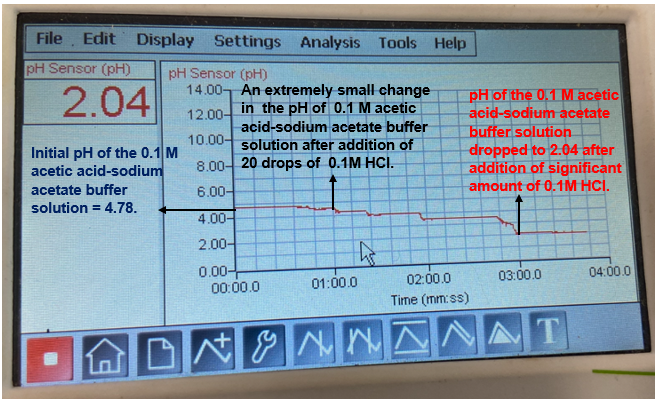 File Edit Display Settings Analysis Tools Help
pH Sensor (pH)
2.04
pH Sensor (pH)
14.00
12.00
10.00
8.00
6.00
4.00
2.00
0.00
00:00.0 01:00.0 02:00.0 03:00.0 04:00.0
Time (mm:ss)
Initial pH of the 0.1 M
acetic acid-sodium
acetate buffer
solution = 4.78.
An extremely small change
in the pH of 0.1 M acetic
acid-sodium acetate buffer
solution after addition of
20 drops of 0.1M HCl.
pH of the 0.1 M acetic
acid-sodium acetate
buffer solution
dropped to 2.04 after
addition of significant
amount of 0.1M HCl.
T